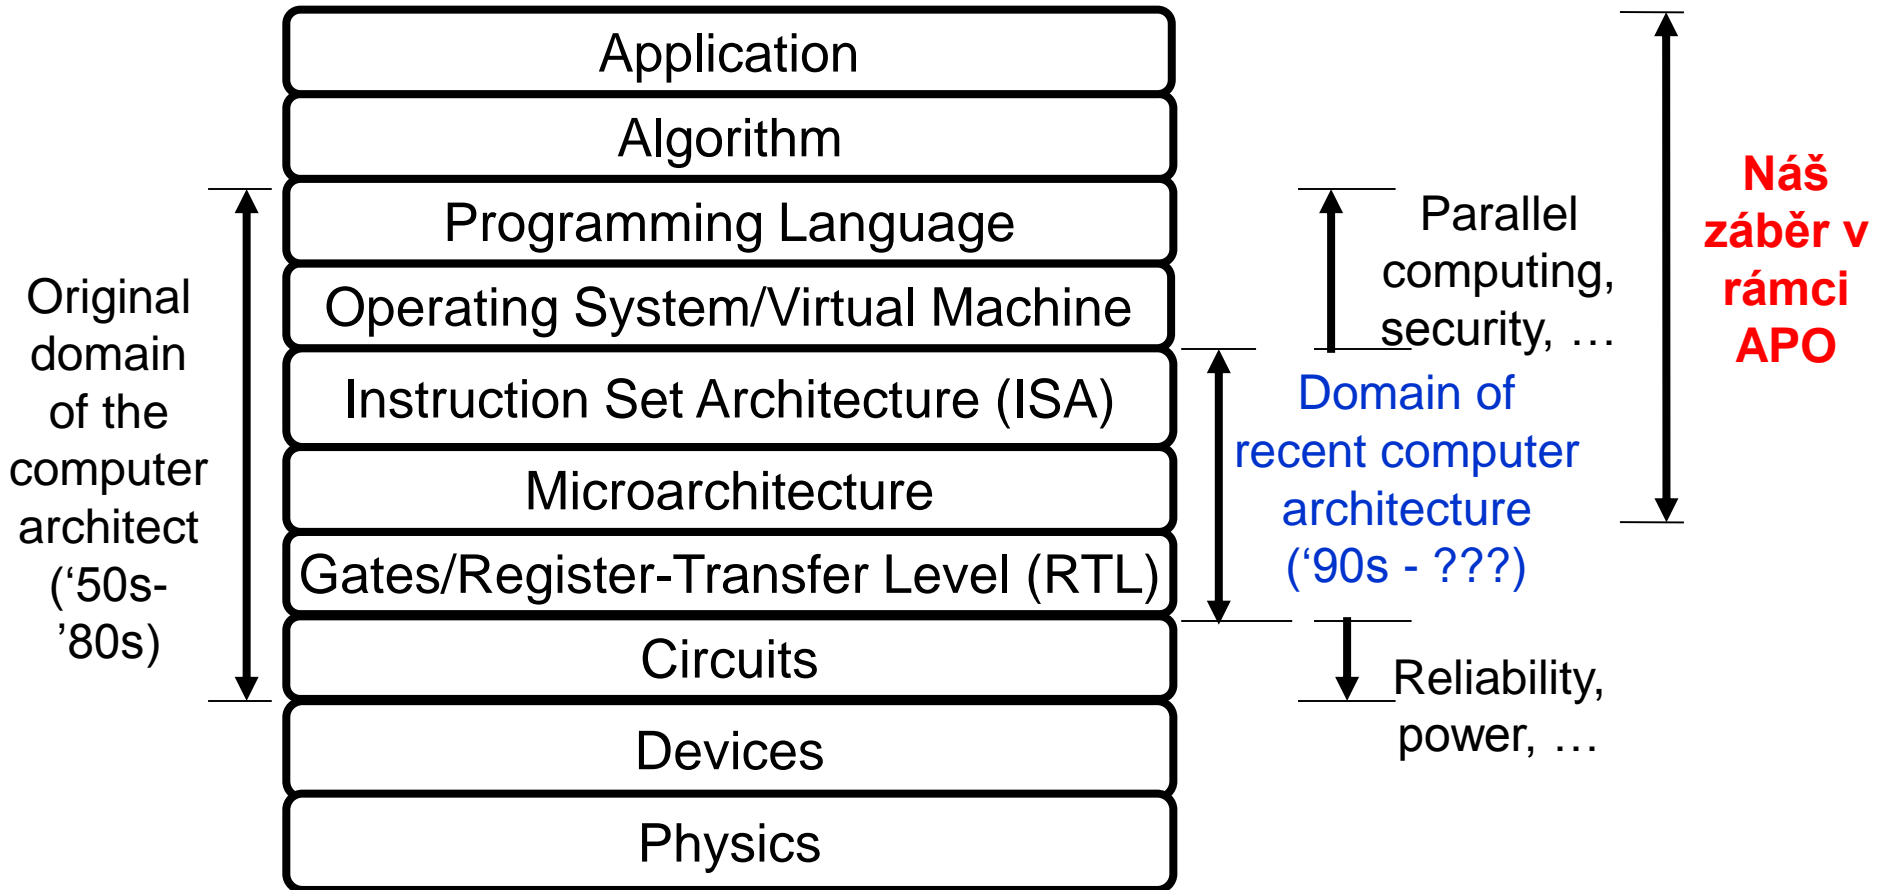 Application
Algorithm
Programming Language
Operating System/Virtual Machine
Instruction Set Architecture (ISA)
Microarchitecture
Gates/Register-Transfer Level (RTL)
Circuits
Devices
Physics
Original
domain
of the
computer
architect
(‘50s-
’80s)
Parallel
computing,
security, …
Domain of
recent computer
architecture
(‘90s - ???)
Reliability,
power, …
Náš
záběr v
rámci
APO